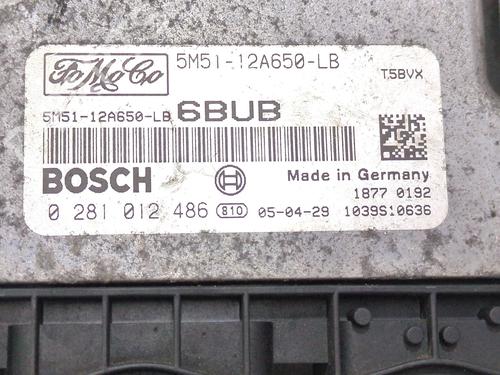 FoMoCo 5M51-12A650-LB T5BVX
5M51-12A650-LB 6BUB
BOSCH Made in Germany
1877 0192
0 281 012 486 810 05-04-29 1039S10636